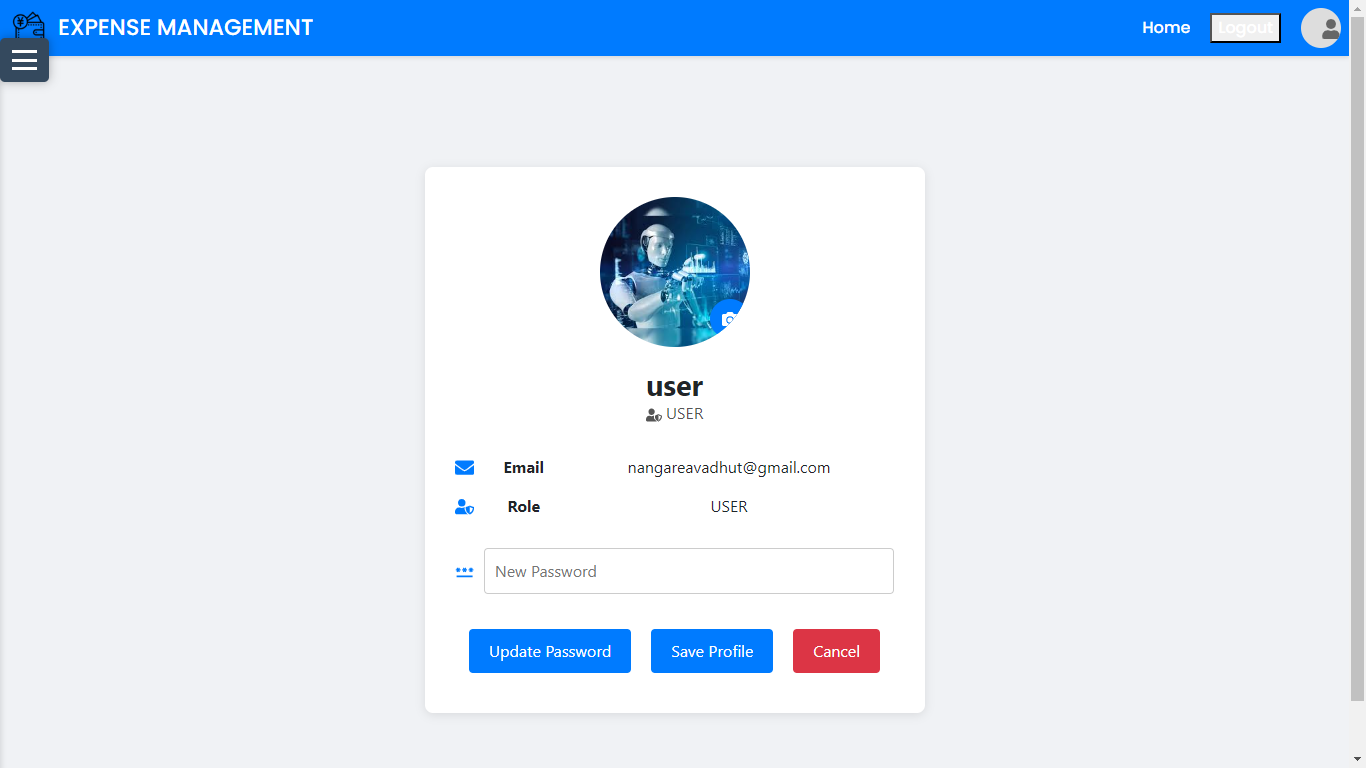 EXPENSE MANAGEMENT Home Logout
user
USER
Email nangareavadhut@gmail.com
Role USER
New Password
Update Password Save Profile Cancel